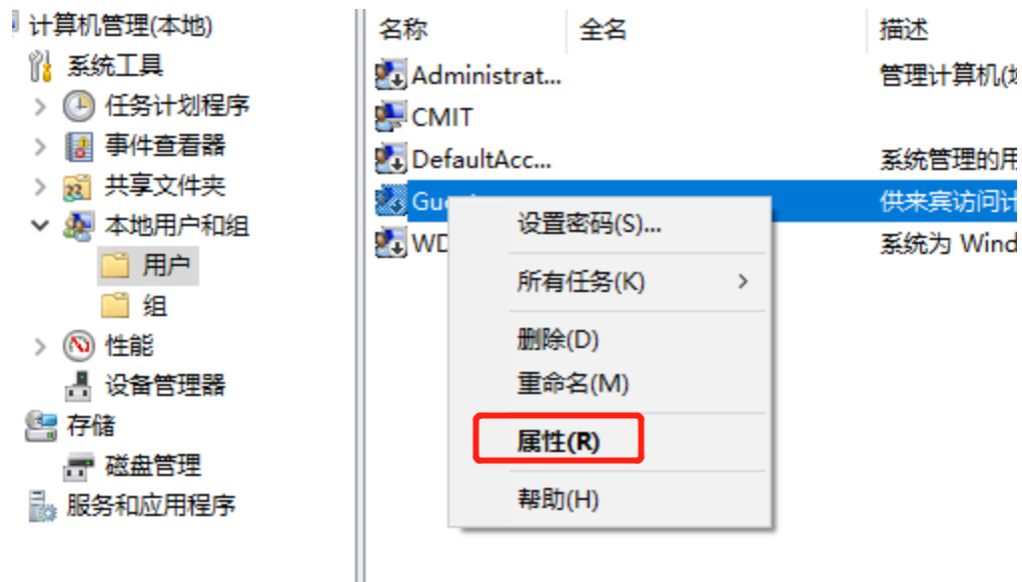 计算机管理(本地)
系统工具
任务计划程序
事件查看器
共享文件夹
本地用户和组
用户
组
性能
设备管理器
存储
磁盘管理
服务和应用程序
名称 全名 描述
Administrat... 管理计算机(
CMIT
DefaultAcc... 系统管理的用
Gu 供来宾访问计
WD 系统为 Wind
设置密码(S)...
所有任务(K)
删除(D)
重命名(M)
属性(R)
帮助(H)